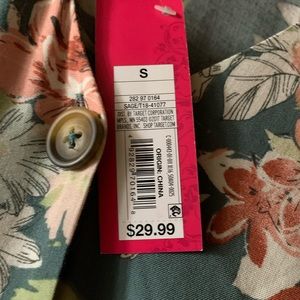 S
282 97 0164
SAGE/T18-41077
DIST. BY TARGET CORPORATION
MPLS, MN 55403 ©2017 TARGET
BRANDS, INC. SHOP TARGET.COM
ORIGIN: CHINA
$29.99